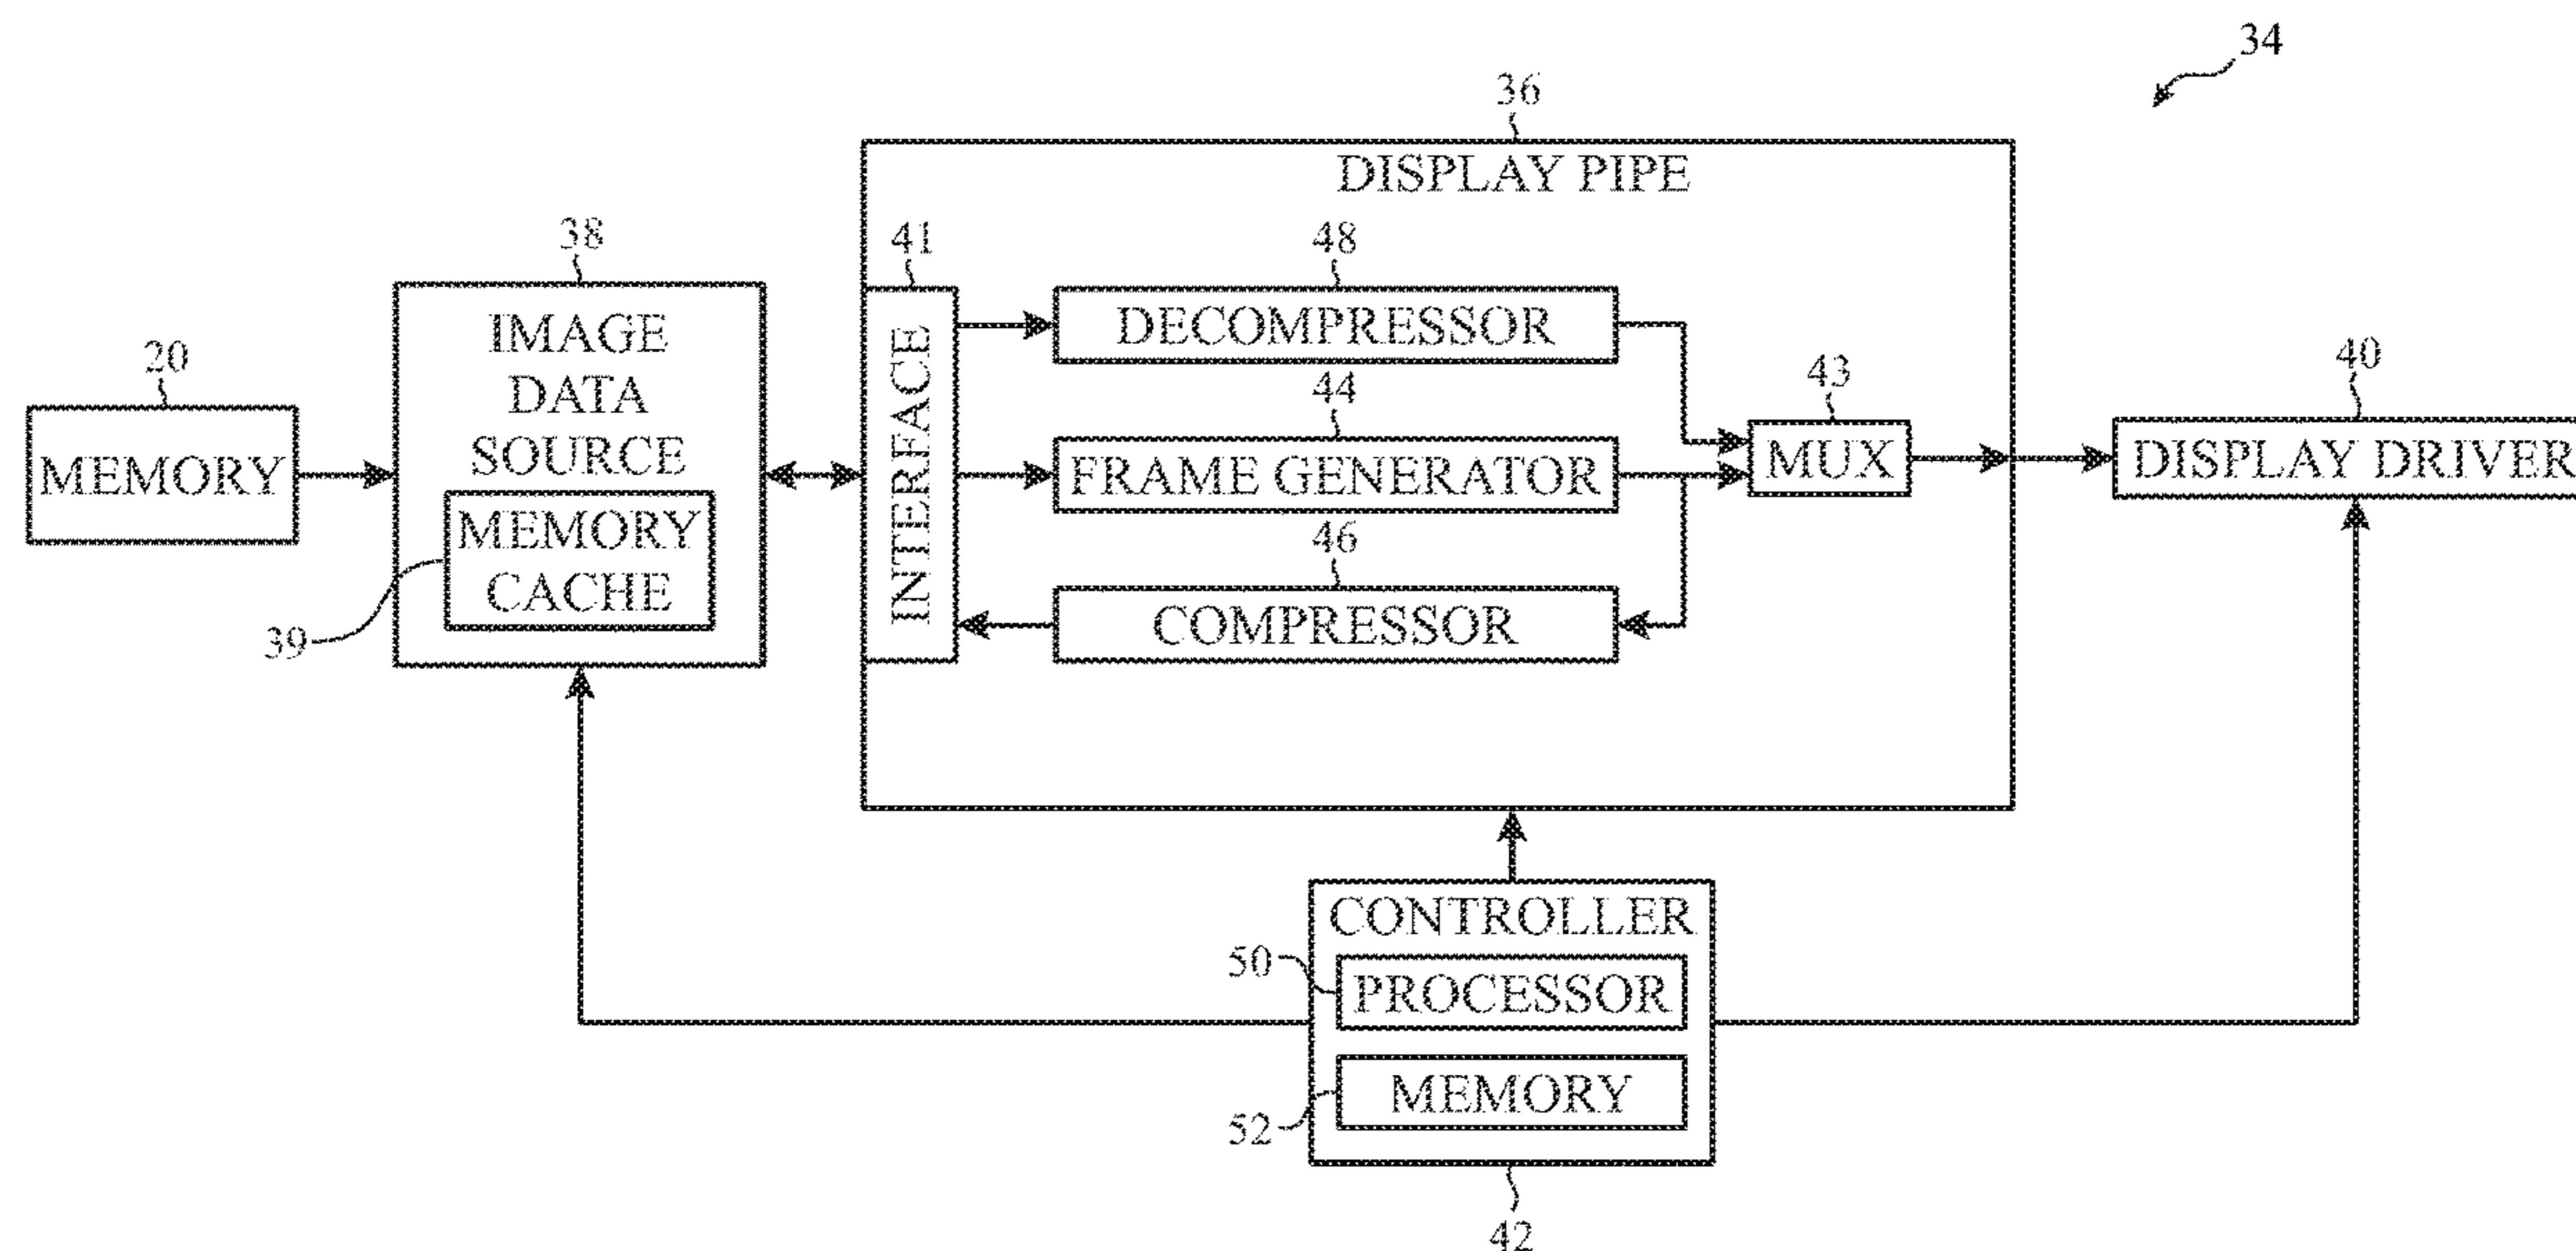 34
36
DISPLAY PIPE
38
41
48
IMAGE
DATA
SOURCE
INTERFACE
DECOMPRESSOR
20
44
43
40
MEMORY
FRAME GENERATOR
MUX
DISPLAY DRIVER
MEMORY
CACHE
39
46
COMPRESSOR
CONTROLLER
50
PROCESSOR
52
MEMORY
42